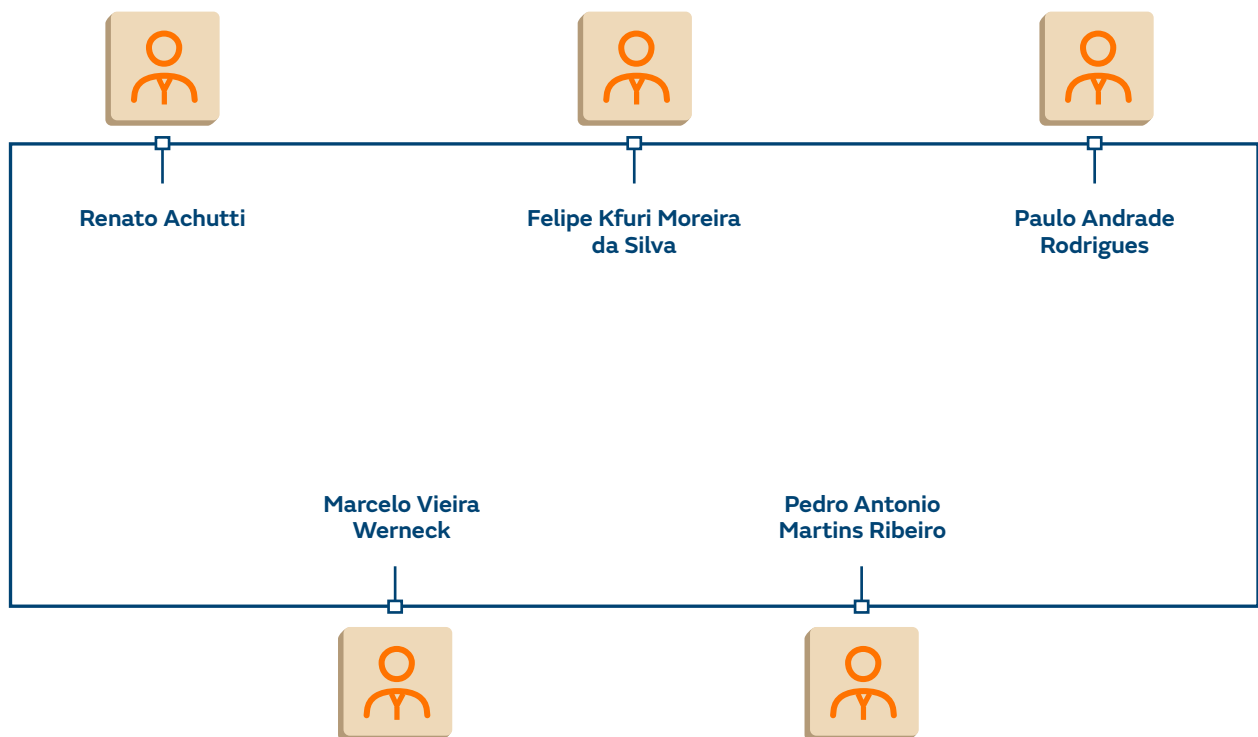 Renato Achutti
Felipe Kfuri Moreira
da Silva
Paulo Andrade
Rodrigues
Marcelo Vieira
Werneck
Pedro Antonio
Martins Ribeiro